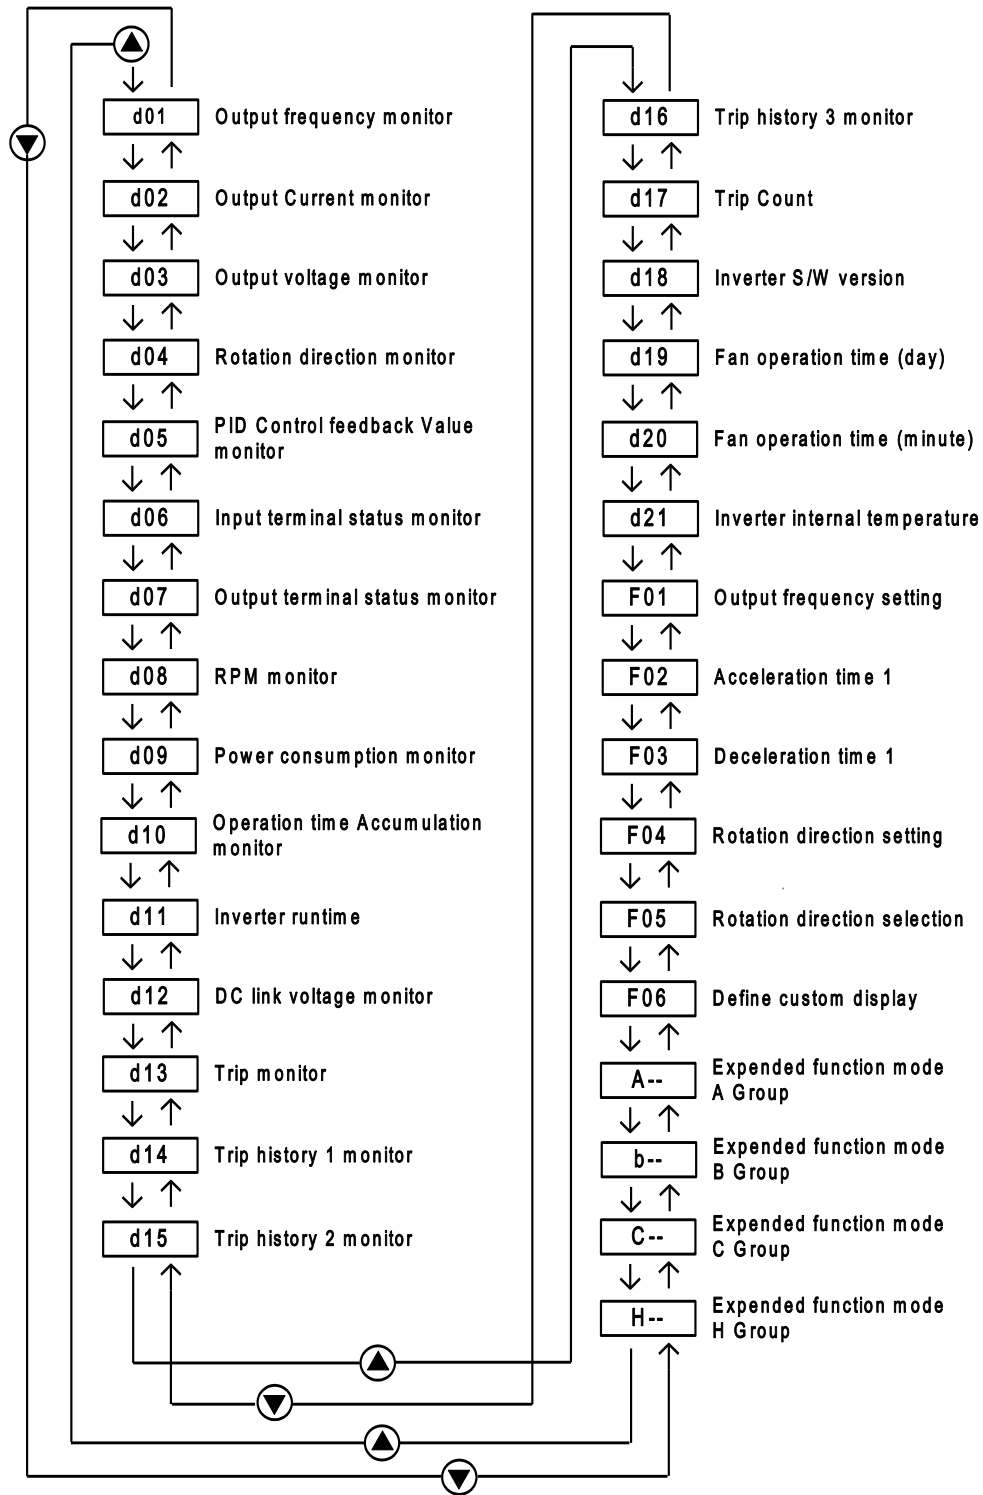 d01 Output frequency monitor
d02 Output Current monitor
d03 Output voltage monitor
d04 Rotation direction monitor
d05 PID Control feedback Value
monitor
d06 Input terminal status monitor
d07 Output terminal status monitor
d08 RPM monitor
d09 Power consumption monitor
d10 Operation time Accumulation
monitor
d11 Inverter runtime
d12 DC link voltage monitor
d13 Trip monitor
d14 Trip history 1 monitor
d15 Trip history 2 monitor
d16 Trip history 3 monitor
d17 Trip Count
d18 Inverter S/W version
d19 Fan operation time (day)
d20 Fan operation time (minute)
d21 Inverter internal temperature
F01 Output frequency setting
F02 Acceleration time 1
F03 Deceleration time 1
F04 Rotation direction setting
F05 Rotation direction selection
F06 Define custom display
A-- Expended function mode
A Group
b-- Expended function mode
B Group
C-- Expended function mode
C Group
H-- Expended function mode
H Group